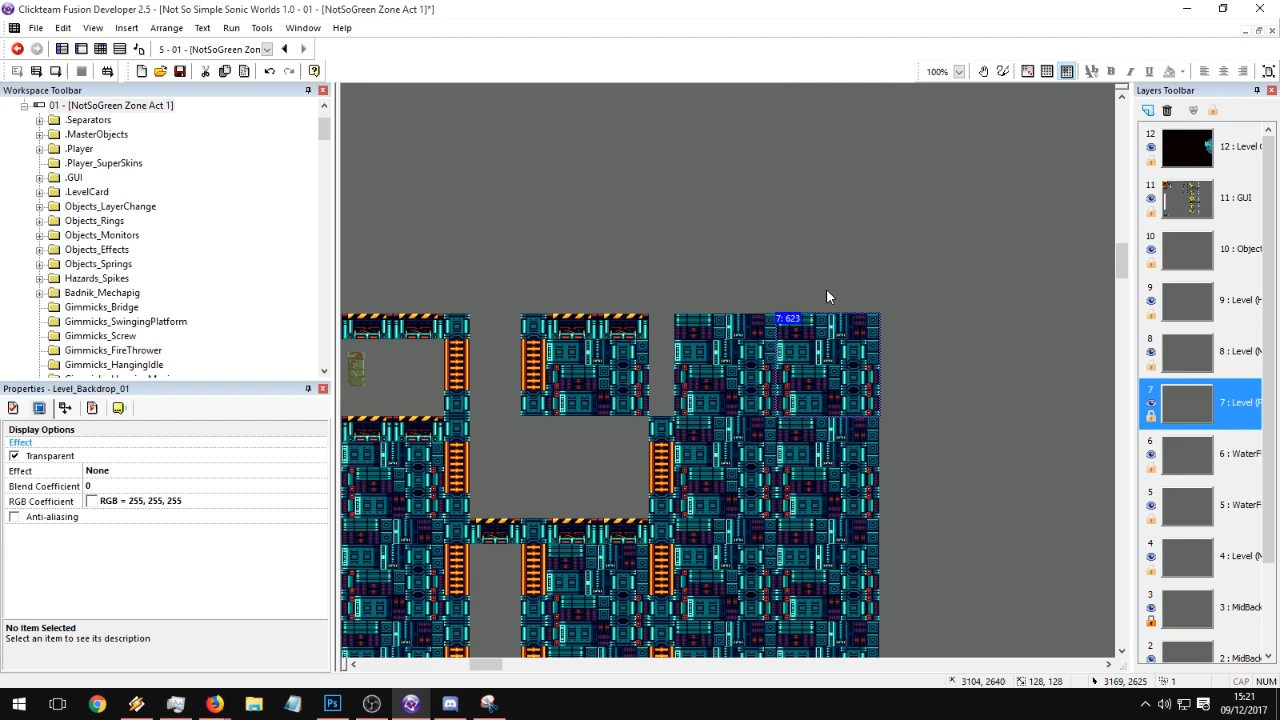 Clickteam Fusion Developer 2.5 - [Not So Simple Sonic Worlds 1.0 - 01 - [NotSoGreen Zone Act 1]*]
File Edit View Insert Arrange Text Run Tools Window Help
5 - 01 - [NotSoGreen Zon
100%
Workspace Toolbar
01 - [NotSoGreen Zone Act 1]
.Separators
.MasterObjects
.Player
.Player_SuperSkins
.GUI
.LevelCard
Objects_LayerChange
Objects_Rings
Objects_Monitors
Objects_Effects
Objects_Springs
Hazards_Spikes
Badnik_Mechapig
Gimmicks_Bridge
Gimmicks_SwingingPlatform
Gimmicks_Screw
Gimmicks_FireThrower
Gimmicks_HangingIdle
Properties - Level_Backdrop_01
Display Options
Effect
Transparent
Effect None
Blend Coefficient 0
RGB Coefficient RGB = 255, 255, 255
Anti-aliasing
No Item Selected
Select an item to see its description
7: 623
Layers Toolbar
12
12 : Level
11
11 : GUI
10
10 : Object
9
9 : Level (
8
8 : Level (
7
7 : Level (F
6
6 : WaterF
5
5 : WaterF
4
4 : Level (
3
3 : MidBack
2
2 : MidBack
3104, 2640 128, 128 3169, 2625 1 CAP NUM
Ps
15:21
09/12/2017